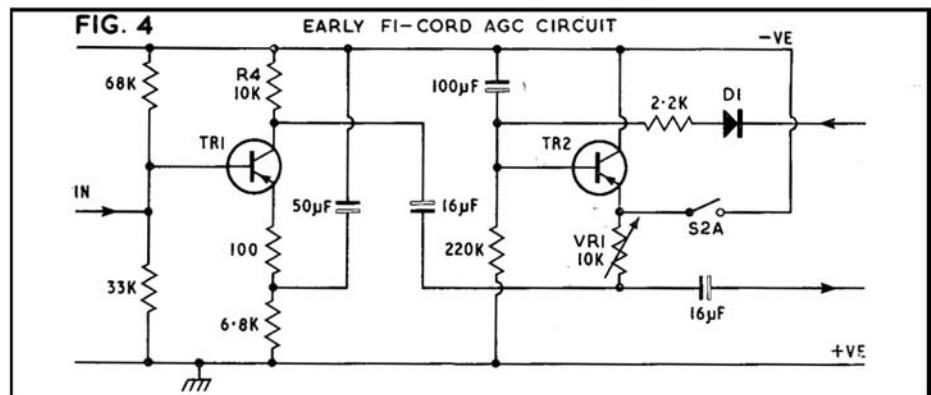 FIG. 4
EARLY FI-CORD AGC CIRCUIT
-VE
68K
R4
10K
100µF
2·2K
D1
TR1
TR2
IN
50µF
16µF
S2A
100
220K
VR1
10K
33K
6·8K
16µF
+VE